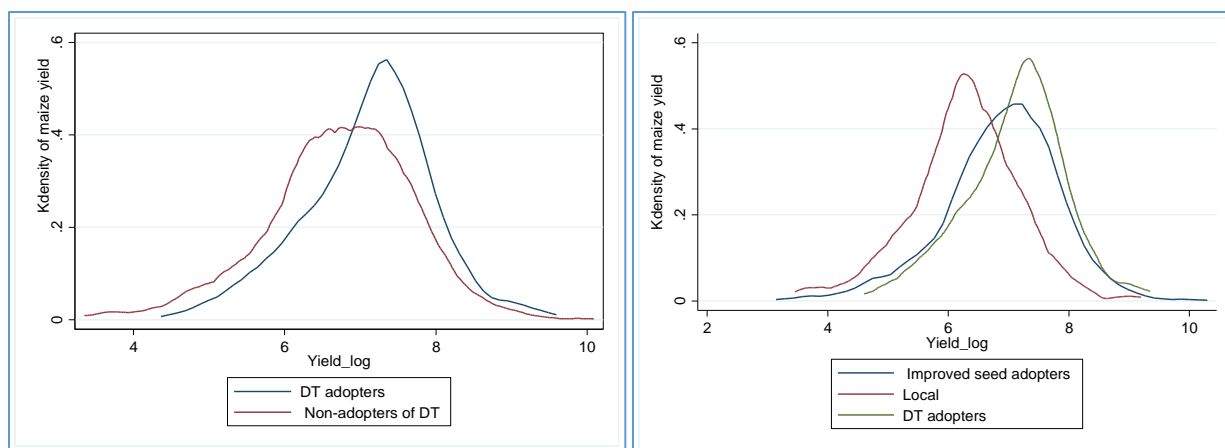 Kdensity of maize yield
.6
.4
.2
0
4
6
8
10
Yield_log
DT adopters
Non-adopters of DT
Kdensity of maize yield
.6
.4
.2
0
2
4
6
8
10
Yield_log
Improved seed adopters
Local
DT adopters